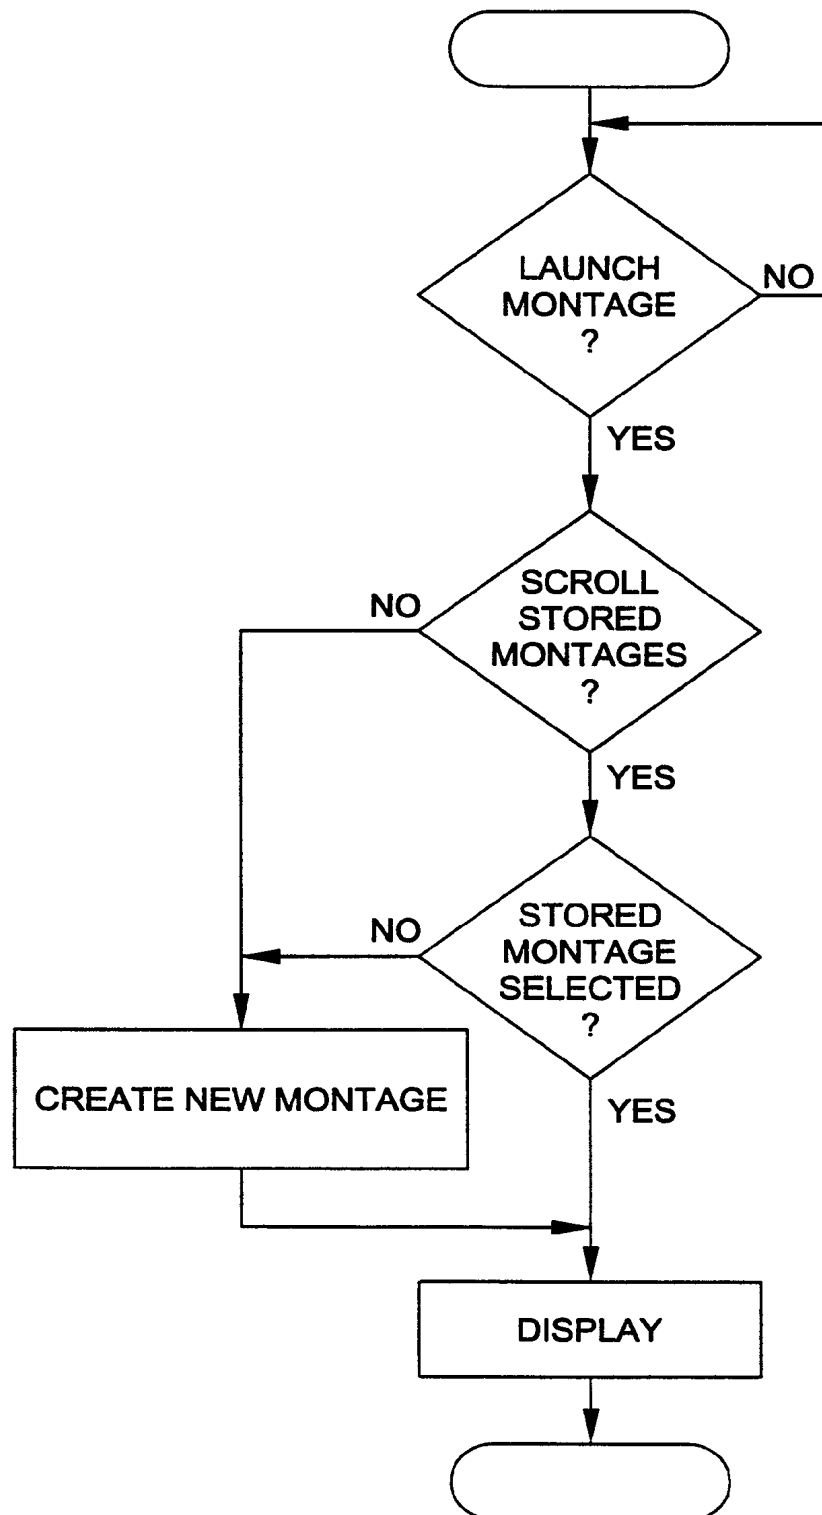 LAUNCH
MONTAGE
?
NO
YES
SCROLL
STORED
MONTAGES
?
NO
YES
STORED
MONTAGE
SELECTED
?
NO
YES
CREATE NEW MONTAGE
DISPLAY